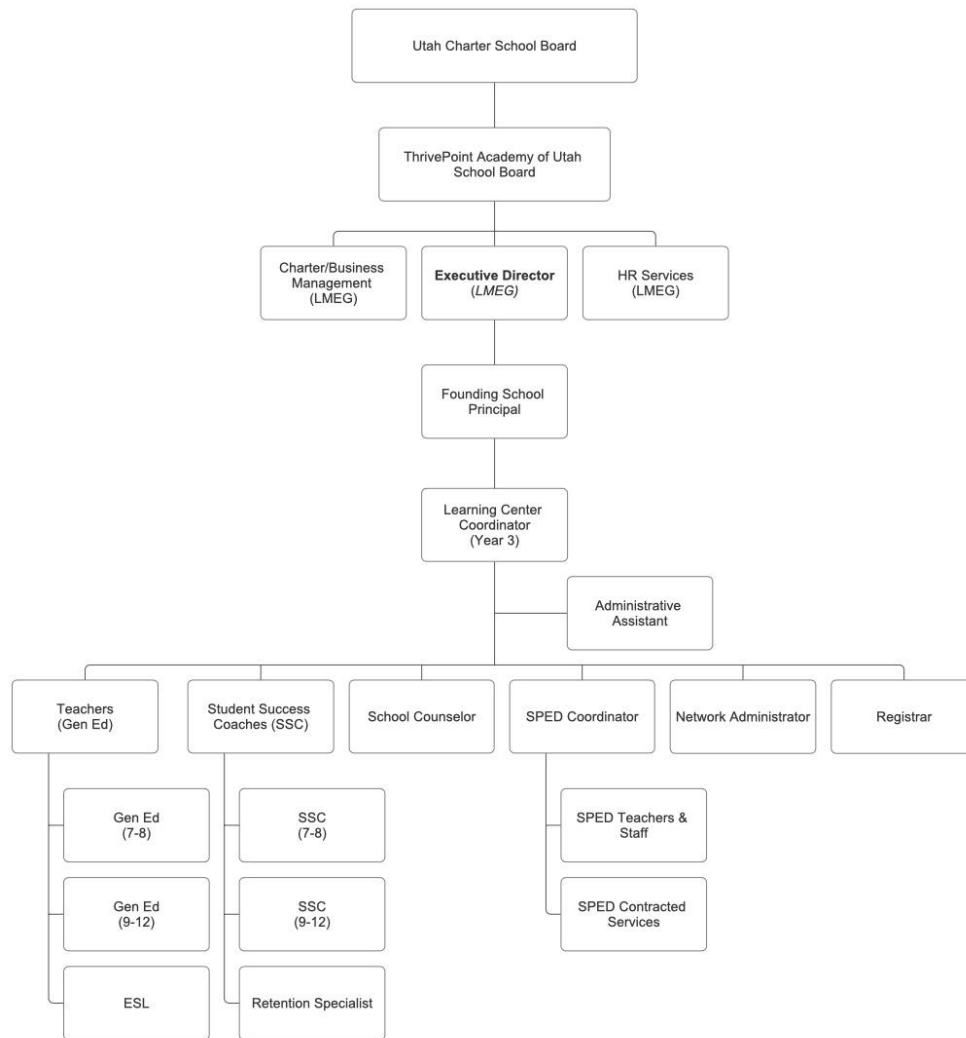 Utah Charter School Board
ThrivePoint Academy of Utah
School Board
Charter/Business
Management
(LMEG)
Executive Director
(LMEG)
HR Services
(LMEG)
Founding School
Principal
Learning Center
Coordinator
(Year 3)
Administrative
Assistant
Teachers
(Gen Ed)
Student Success
Coaches (SSC)
School Counselor
SPED Coordinator
Network Administrator
Registrar
Gen Ed
(7-8)
SSC
(7-8)
SPED Teachers &
Staff
Gen Ed
(9-12)
SSC
(9-12)
SPED Contracted
Services
ESL
Retention Specialist